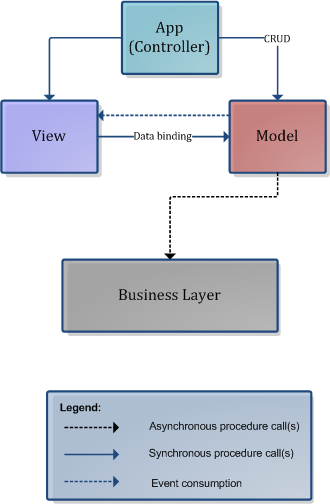 App
(Controller)
CRUD
View
Data binding
Model
Business Layer
Legend:
Asynchronous procedure call(s)
Synchronous procedure call(s)
Event consumption